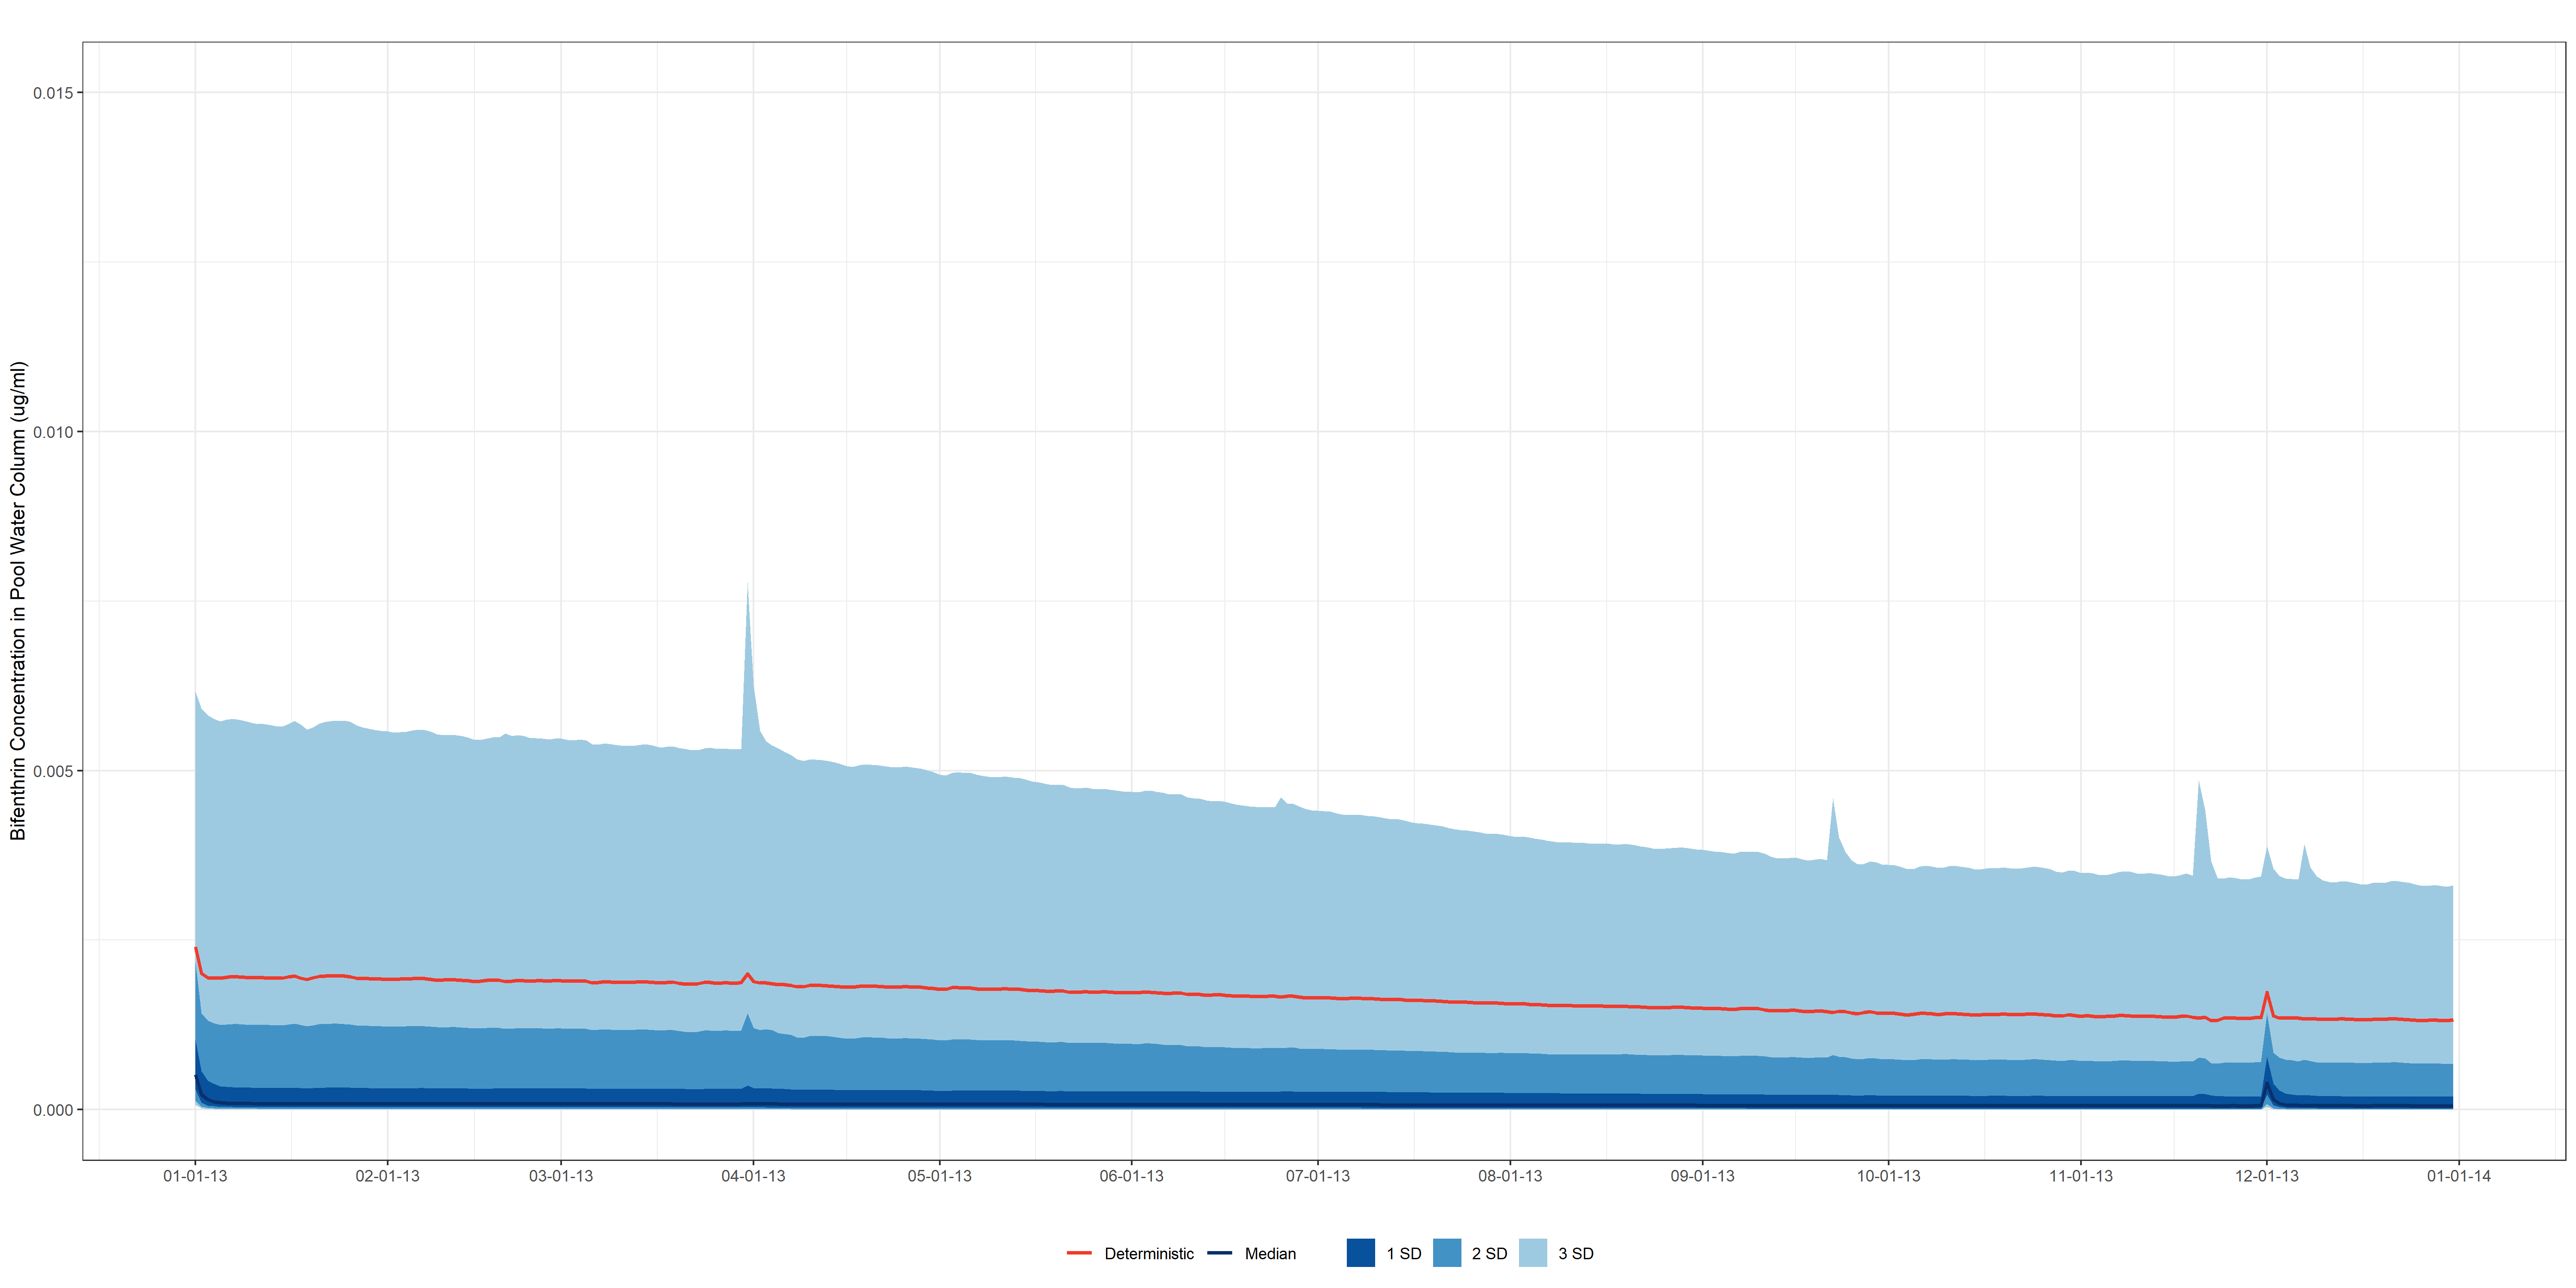 Bifenthrin Concentration in Pool Water Column (ug/ml)
0.015
0.010
0.005
0.000
01-01-13 02-01-13 03-01-13 04-01-13 05-01-13 06-01-13 07-01-13 08-01-13 09-01-13 10-01-13 11-01-13 12-01-13 01-01-14
Deterministic Median 1 SD 2 SD 3 SD